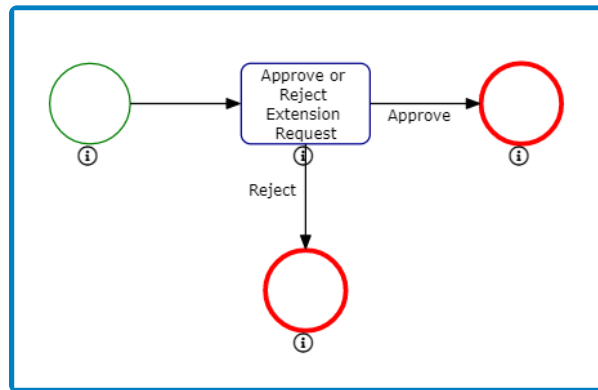 Approve or
Reject
Extension
Request
Approve
Reject